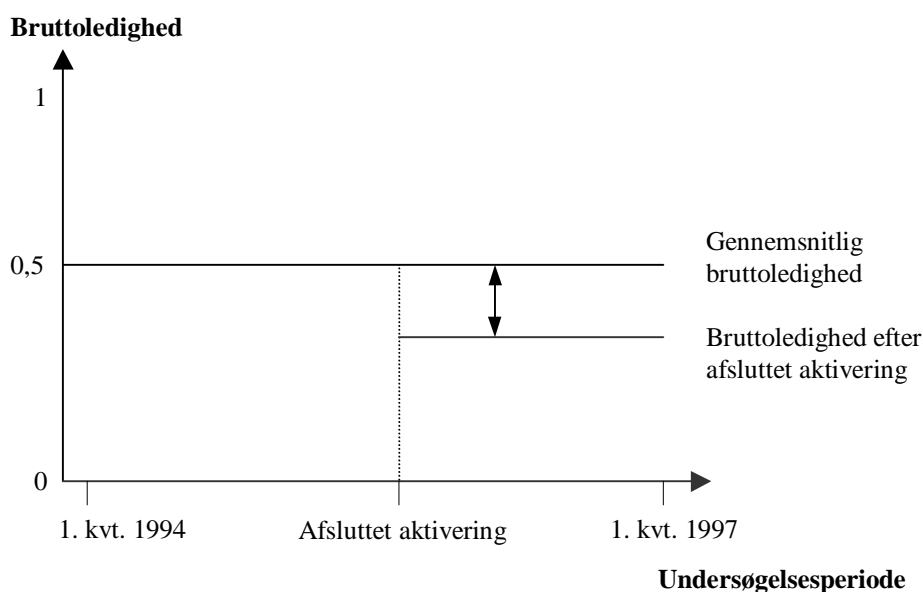 Bruttoledighed
1
Gennemsnitlig
bruttoledighed
0,5
Bruttoledighed efter
afsluttet aktivering
0
1. kvt. 1994
Afsluttet aktivering
1. kvt. 1997
Undersøgelsesperiode